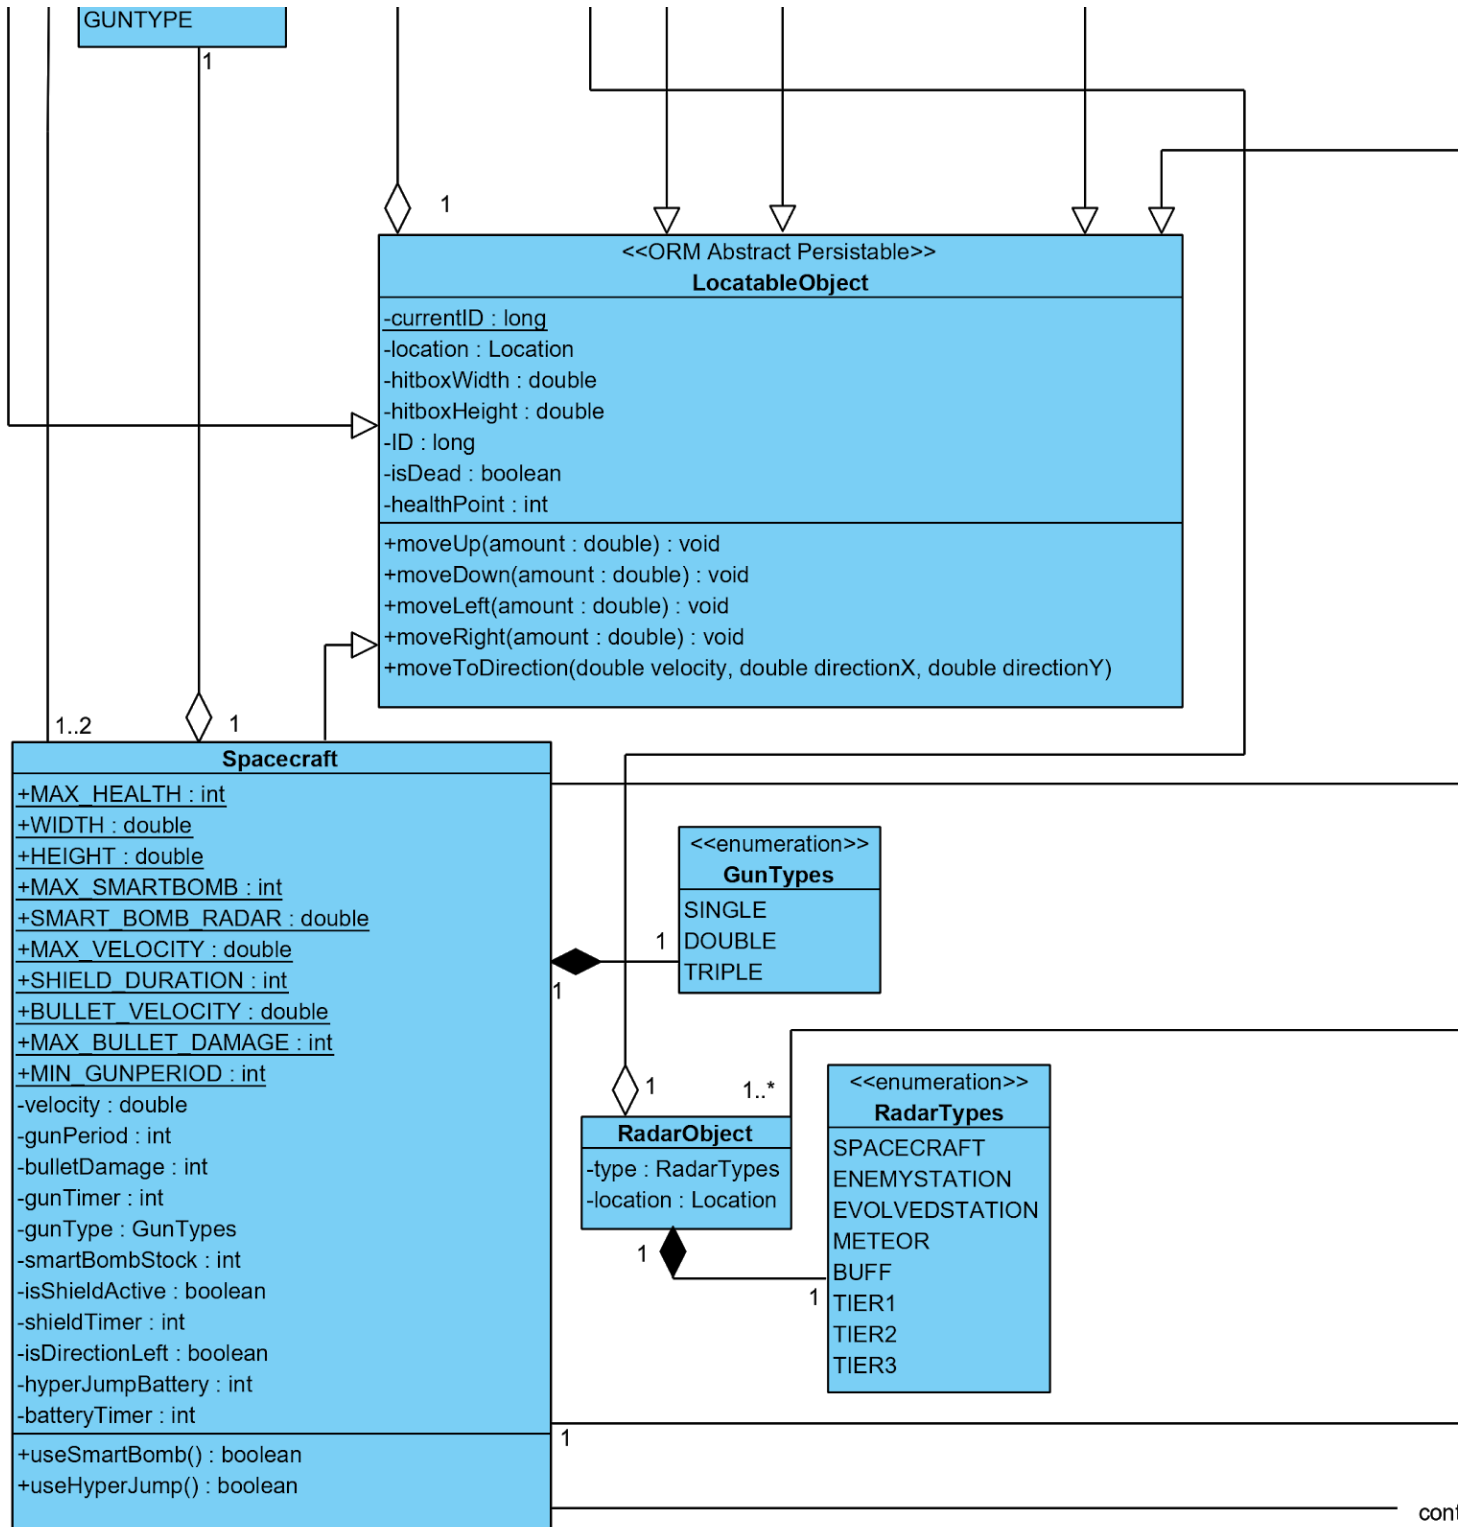 GUNTYPE
1
1
<<ORM Abstract Persistable>>
LocatableObject
-currentID : long
-location : Location
-hitboxWidth : double
-hitboxHeight : double
-ID : long
-isDead : boolean
-healthPoint : int
+moveUp(amount : double) : void
+moveDown(amount : double) : void
+moveLeft(amount : double) : void
+moveRight(amount : double) : void
+moveToDirection(double velocity, double directionX, double directionY)
1..2
1
Spacecraft
+MAX_HEALTH : int
+WIDTH : double
+HEIGHT : double
+MAX_SMARTBOMB : int
+SMART_BOMB_RADAR : double
+MAX_VELOCITY : double
+SHIELD_DURATION : int
+BULLET_VELOCITY : double
+MAX_BULLET_DAMAGE : int
+MIN_GUNPERIOD : int
-velocity : double
-gunPeriod : int
-bulletDamage : int
-gunTimer : int
-gunType : GunTypes
-smartBombStock : int
-isShieldActive : boolean
-shieldTimer : int
-isDirectionLeft : boolean
-hyperJumpBattery : int
-batteryTimer : int
+useSmartBomb() : boolean
+useHyperJump() : boolean
<<enumeration>>
GunTypes
SINGLE
DOUBLE
TRIPLE
1
1
1
1..*
RadarObject
-type : RadarTypes
-location : Location
1
1
<<enumeration>>
RadarTypes
SPACECRAFT
ENEMYSTATION
EVOLVEDSTATION
METEOR
BUFF
TIER1
TIER2
TIER3
1